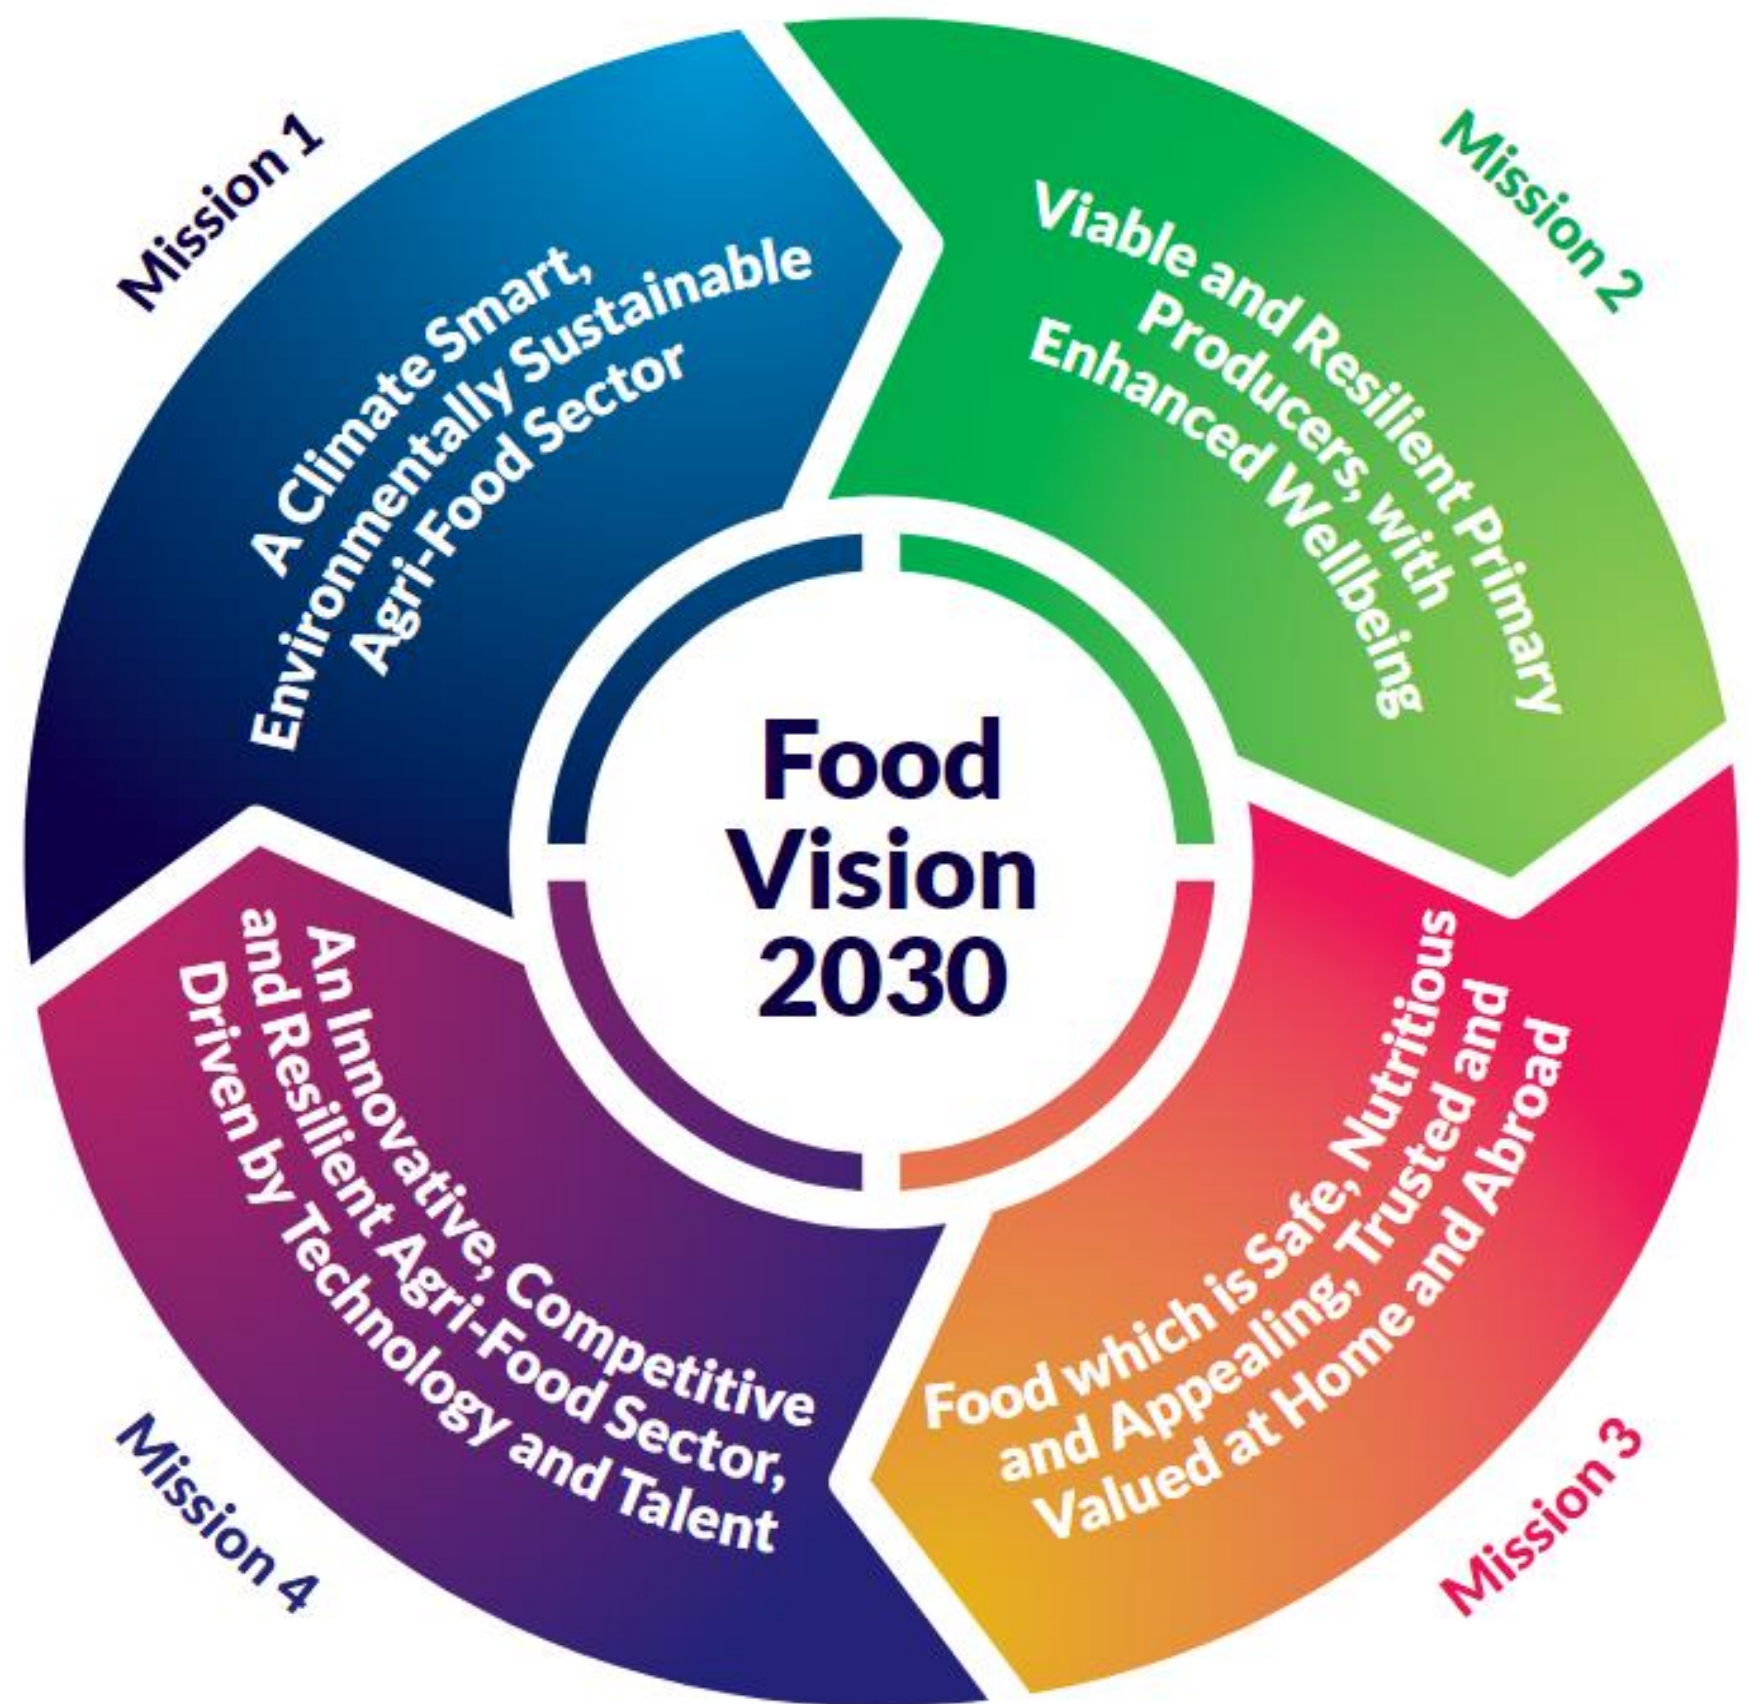 Mission 1
A Climate Smart,
Environmentally Sustainable
Agri-Food Sector
Mission 2
Viable and Resilient Primary
Producers, with
Enhanced Wellbeing
Food
Vision
2030
Mission 3
Food which is Safe, Nutritious
and Appealing, Trusted and
Valued at Home and Abroad
Mission 4
An Innovative, Competitive
and Resilient Agri-Food Sector,
Driven by Technology and Talent